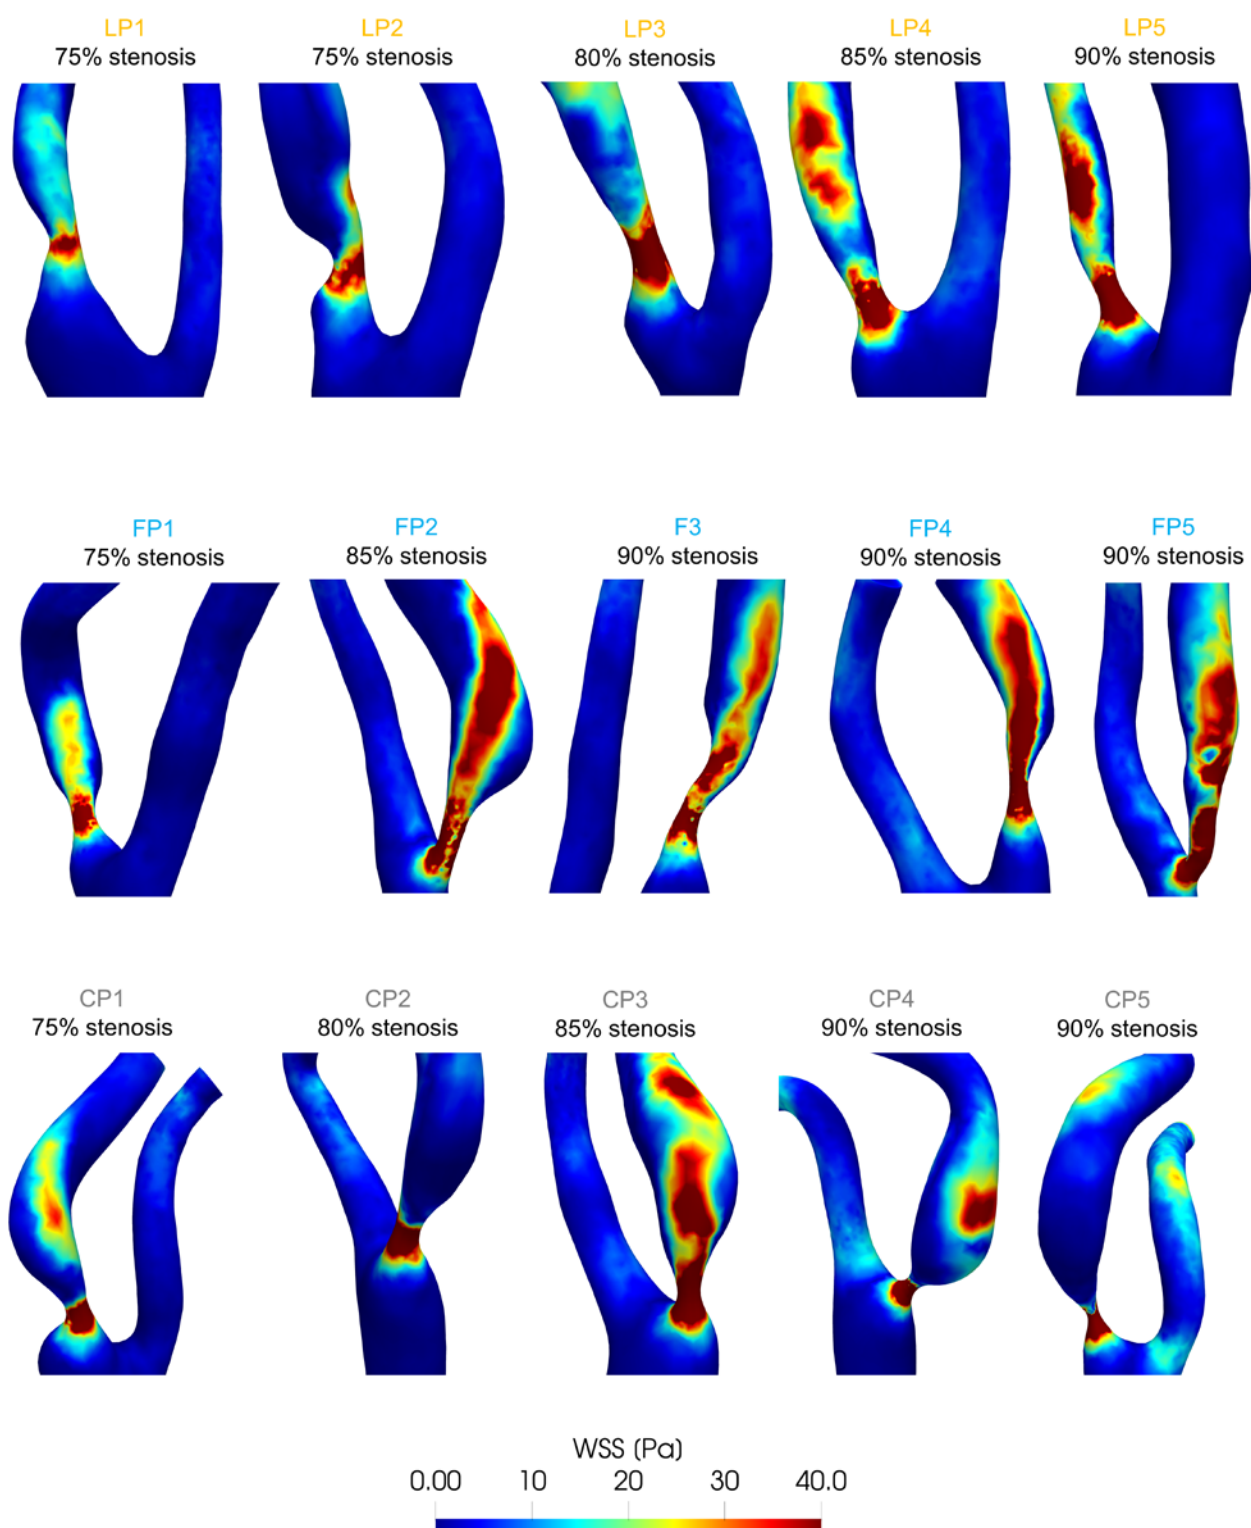 LP1 LP2 LP3 LP4 LP5
75% stenosis 75% stenosis 80% stenosis 85% stenosis 90% stenosis
FP1 FP2 F3 FP4 FP5
75% stenosis 85% stenosis 90% stenosis 90% stenosis 90% stenosis
CP1 CP2 CP3 CP4 CP5
75% stenosis 80% stenosis 85% stenosis 90% stenosis 90% stenosis
WSS (Pa)
0.00 10 20 30 40.0